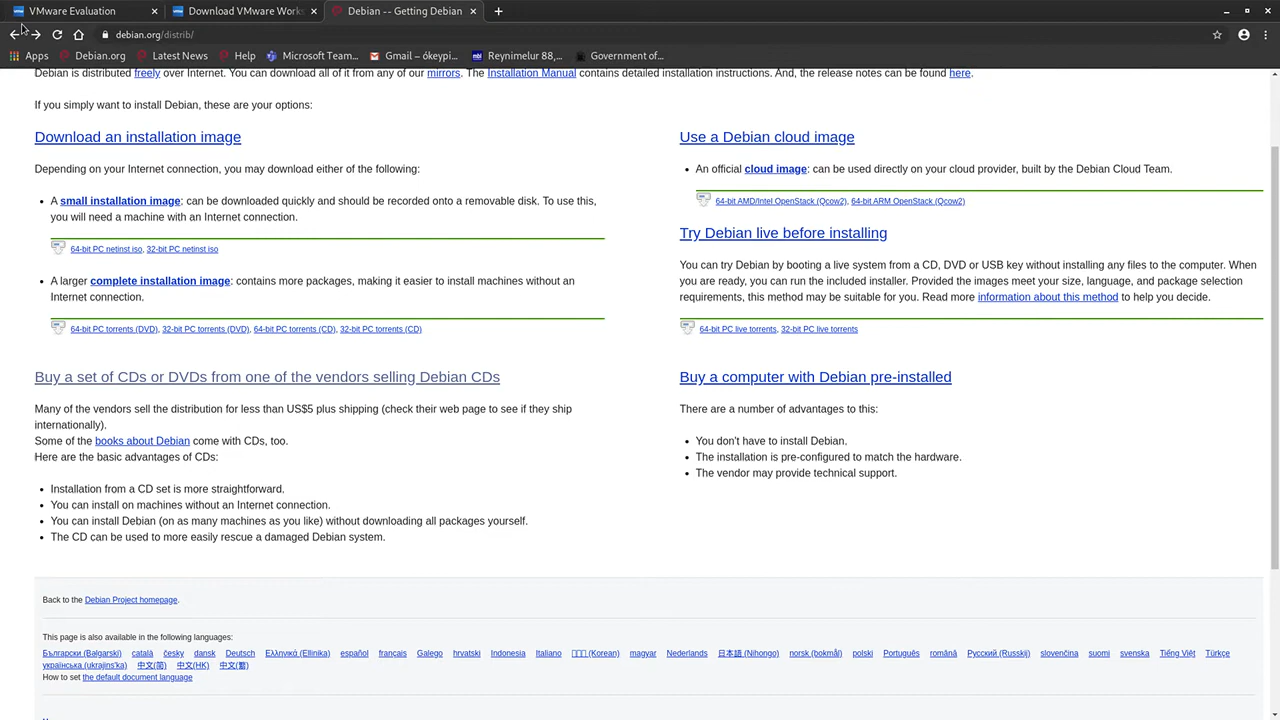 VMware Evaluation
Download VMware Works
Debian -- Getting Debian
debian.org/distrib/
Apps
Debian.org
Latest News
Help
Microsoft Team...
Gmail – ókeypi...
Reynimelur 88,...
Government of...
Debian is distributed freely over Internet. You can download all of it from any of our mirrors. The Installation Manual contains detailed installation instructions. And, the release notes can be found here.
If you simply want to install Debian, these are your options:
Download an installation image
Depending on your Internet connection, you may download either of the following:
• A small installation image: can be downloaded quickly and should be recorded onto a removable disk. To use this,
you will need a machine with an Internet connection.
64-bit PC netinst iso, 32-bit PC netinst iso
• A larger complete installation image: contains more packages, making it easier to install machines without an
Internet connection.
64-bit PC torrents (DVD), 32-bit PC torrents (DVD), 64-bit PC torrents (CD), 32-bit PC torrents (CD)
Use a Debian cloud image
• An official cloud image: can be used directly on your cloud provider, built by the Debian Cloud Team.
64-bit AMD/Intel OpenStack (Qcow2), 64-bit ARM OpenStack (Qcow2)
Try Debian live before installing
You can try Debian by booting a live system from a CD, DVD or USB key without installing any files to the computer. When
you are ready, you can run the included installer. Provided the images meet your size, language, and package selection
requirements, this method may be suitable for you. Read more information about this method to help you decide.
64-bit PC live torrents, 32-bit PC live torrents
Buy a set of CDs or DVDs from one of the vendors selling Debian CDs
Many of the vendors sell the distribution for less than US$5 plus shipping (check their web page to see if they ship
internationally).
Some of the books about Debian come with CDs, too.
Here are the basic advantages of CDs:
• Installation from a CD set is more straightforward.
• You can install on machines without an Internet connection.
• You can install Debian (on as many machines as you like) without downloading all packages yourself.
• The CD can be used to more easily rescue a damaged Debian system.
Buy a computer with Debian pre-installed
There are a number of advantages to this:
• You don't have to install Debian.
• The installation is pre-configured to match the hardware.
• The vendor may provide technical support.
Back to the Debian Project homepage.
This page is also available in the following languages:
Български (Bəlgarski) català česky dansk Deutsch Ελληνικά (Ellinika) español français Galego hrvatski Indonesia Italiano (Korean) magyar Nederlands 日本語 (Nihongo) norsk (bokmål) polski Português română Русский (Russkij) slovenčina suomi svenska Tiếng Việt Türkçe
українська (ukrajins'ka) 中文(简) 中文(HK) 中文(繁)
How to set the default document language